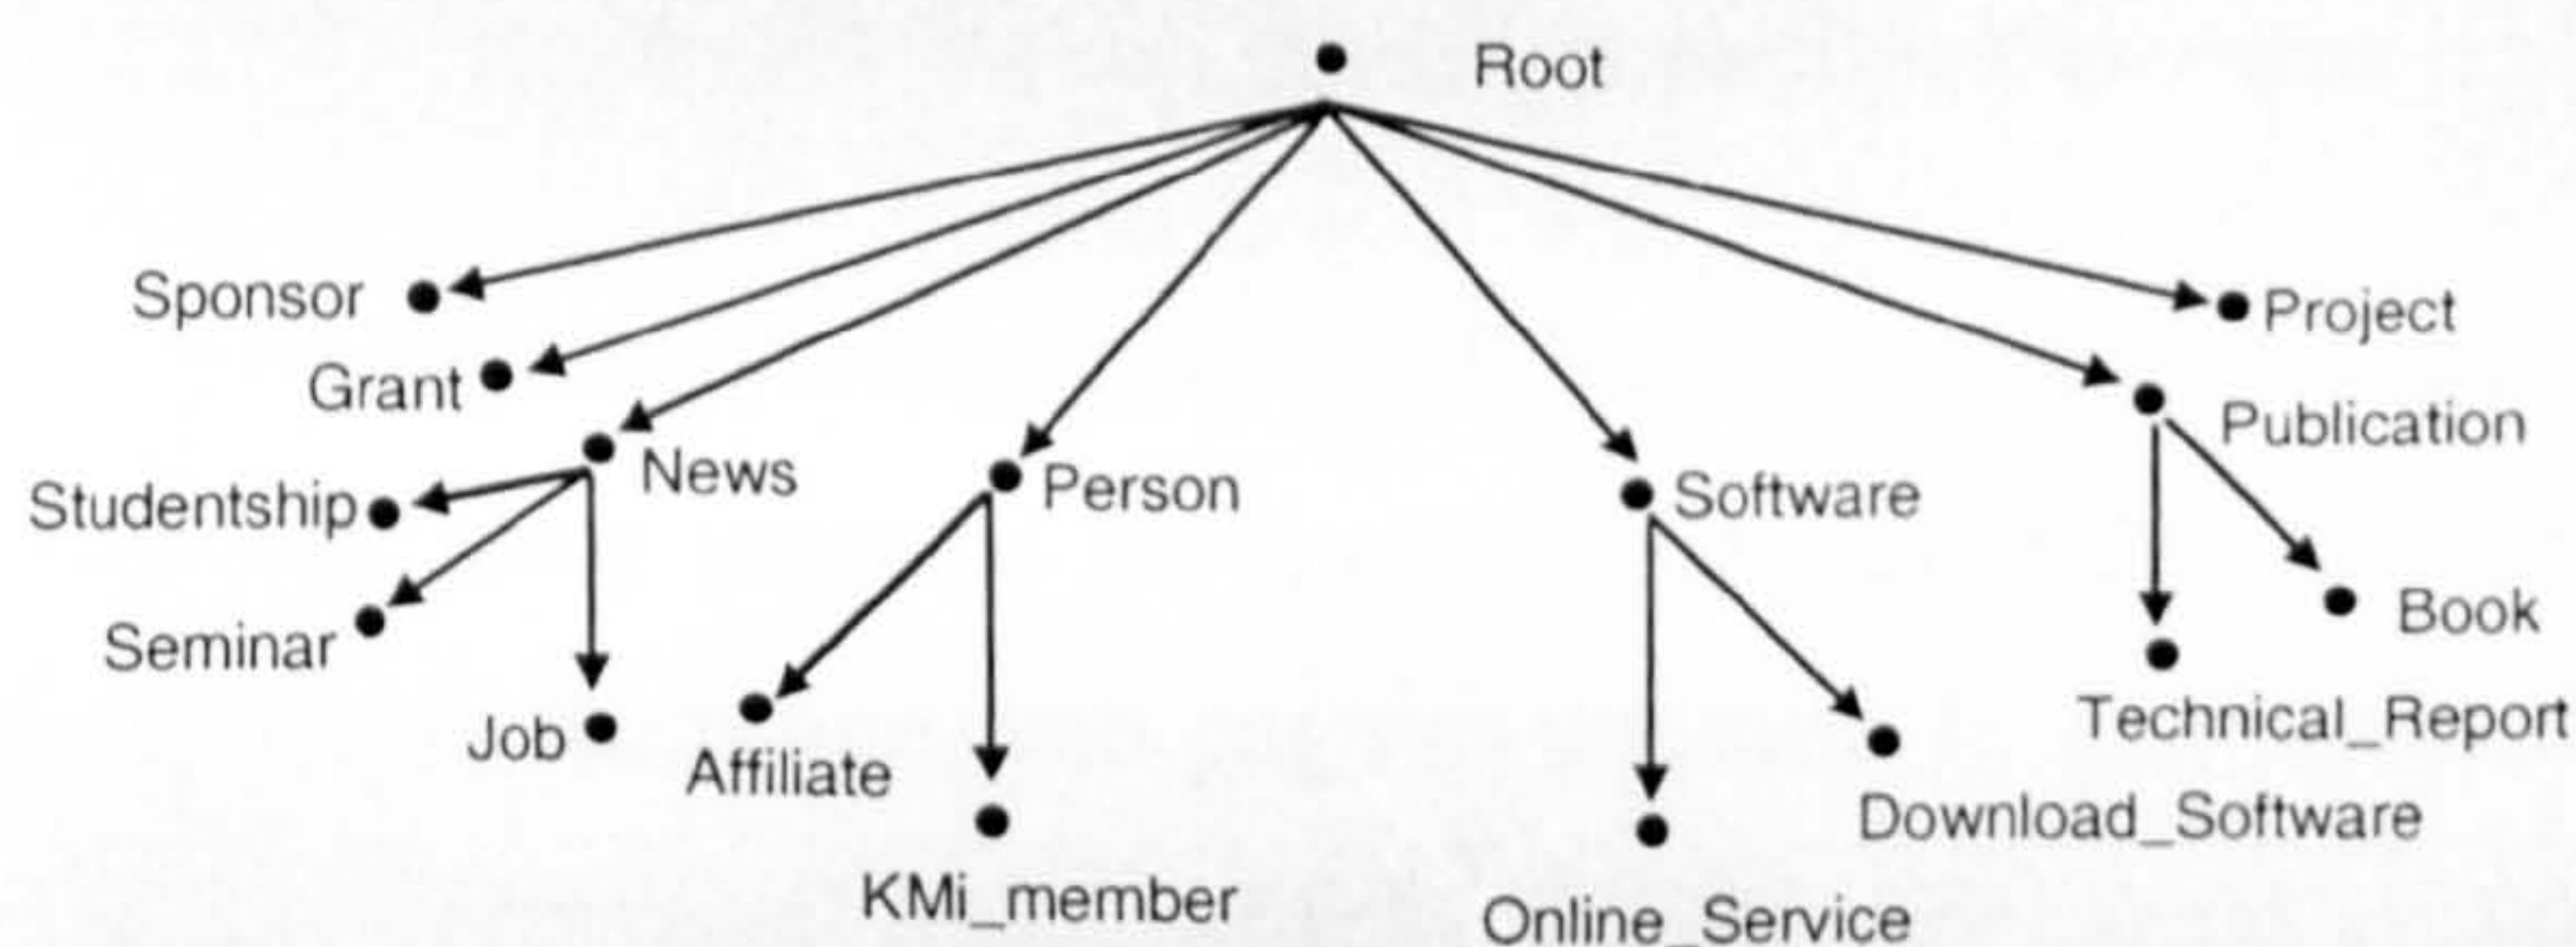 Root
Sponsor
Project
Grant
Publication
News
Person
Software
Studentship
Book
Seminar
Technical_Report
Job
Affiliate
Download_Software
KMi_member
Online_Service